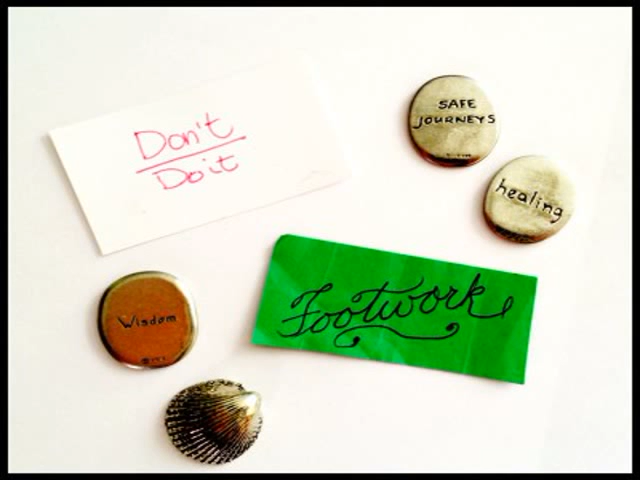 Don't
Do it
SAFE
JOURNEYS
healing
Wisdom
Footwork